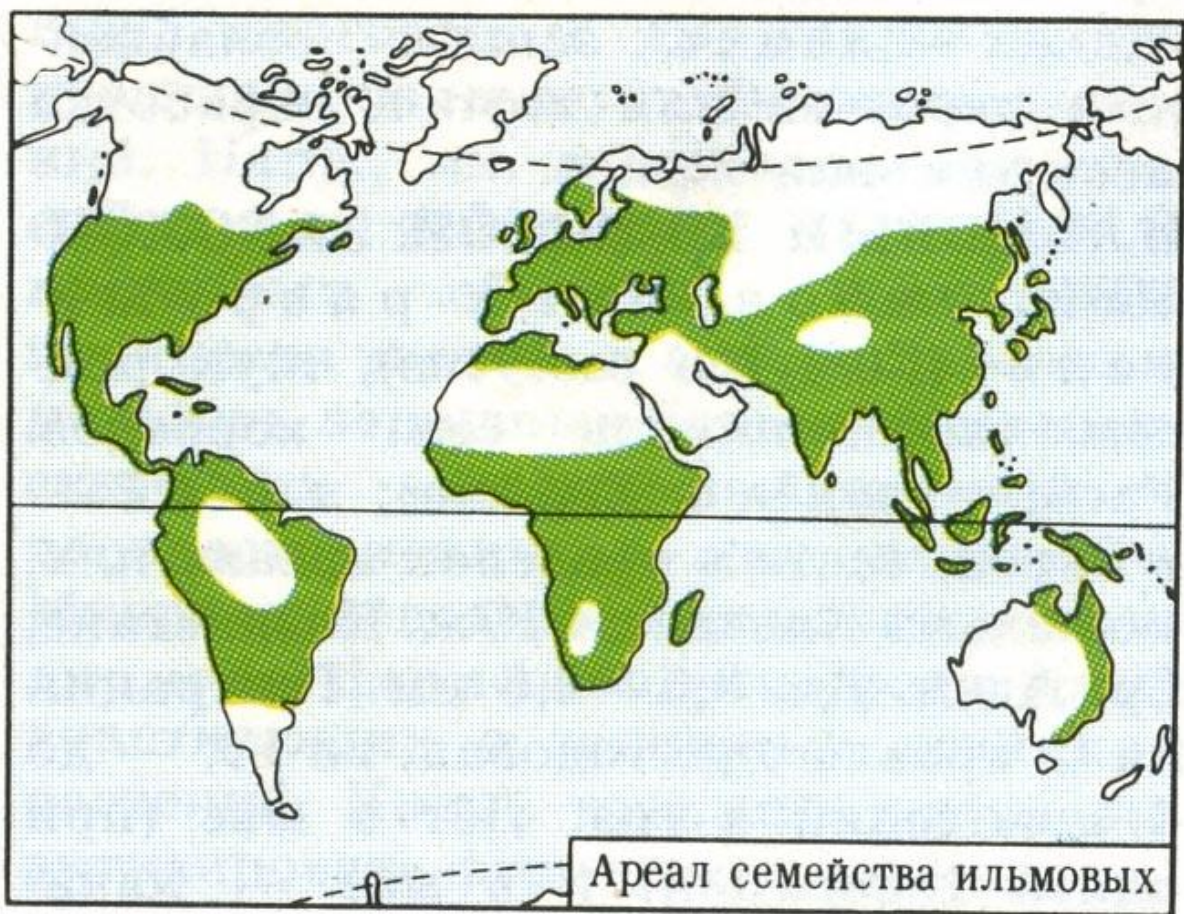 Ареал семейства ильмовых